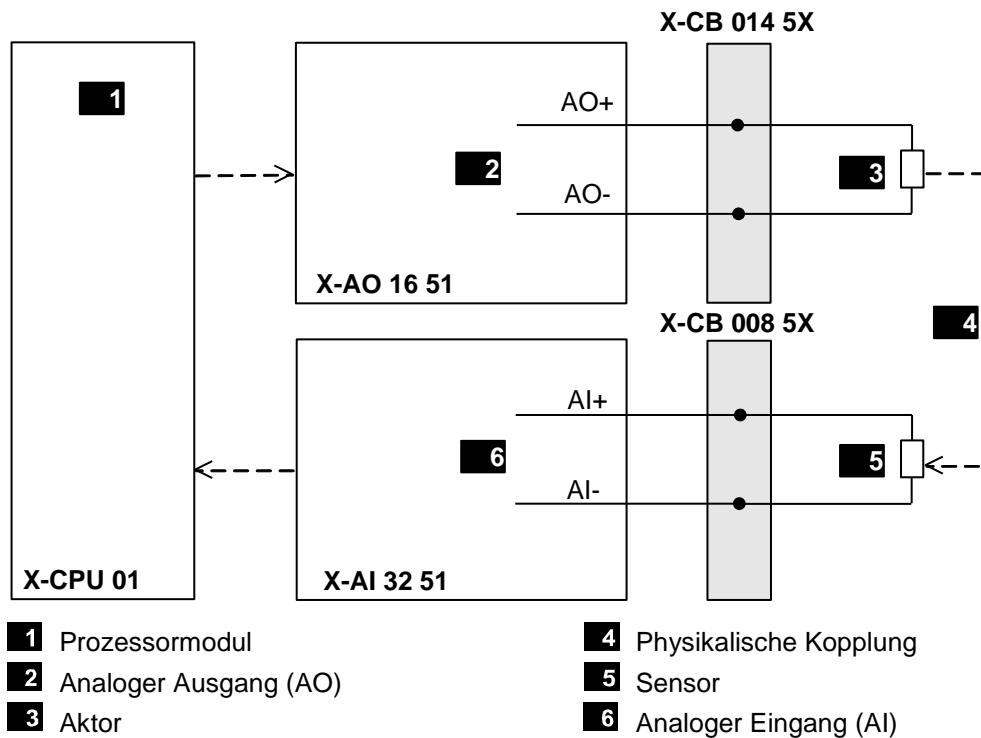 X-CB 014 5X
1
AO+
2
3
AO-
X-AO 16 51
X-CB 008 5X
4
AI+
6
5
AI-
X-CPU 01
X-AI 32 51
1 Prozessormodul
2 Analoger Ausgang (AO)
3 Aktor
4 Physikalische Kopplung
5 Sensor
6 Analoger Eingang (AI)